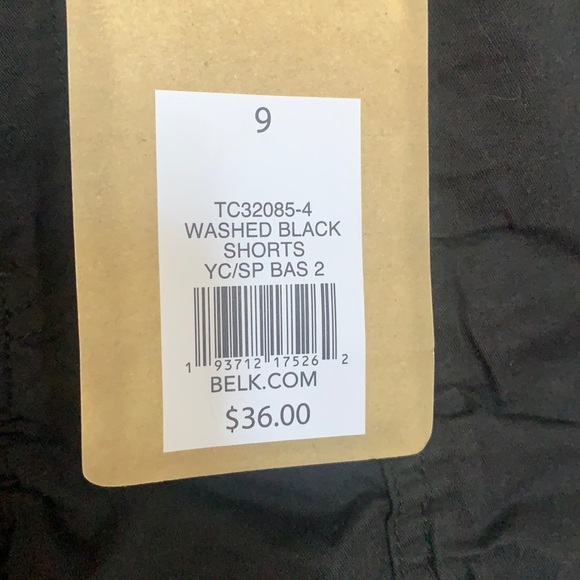 9
TC32085-4
WASHED BLACK
SHORTS
YC/SP BAS 2
1 93712 17526 2
BELK.COM
$36.00